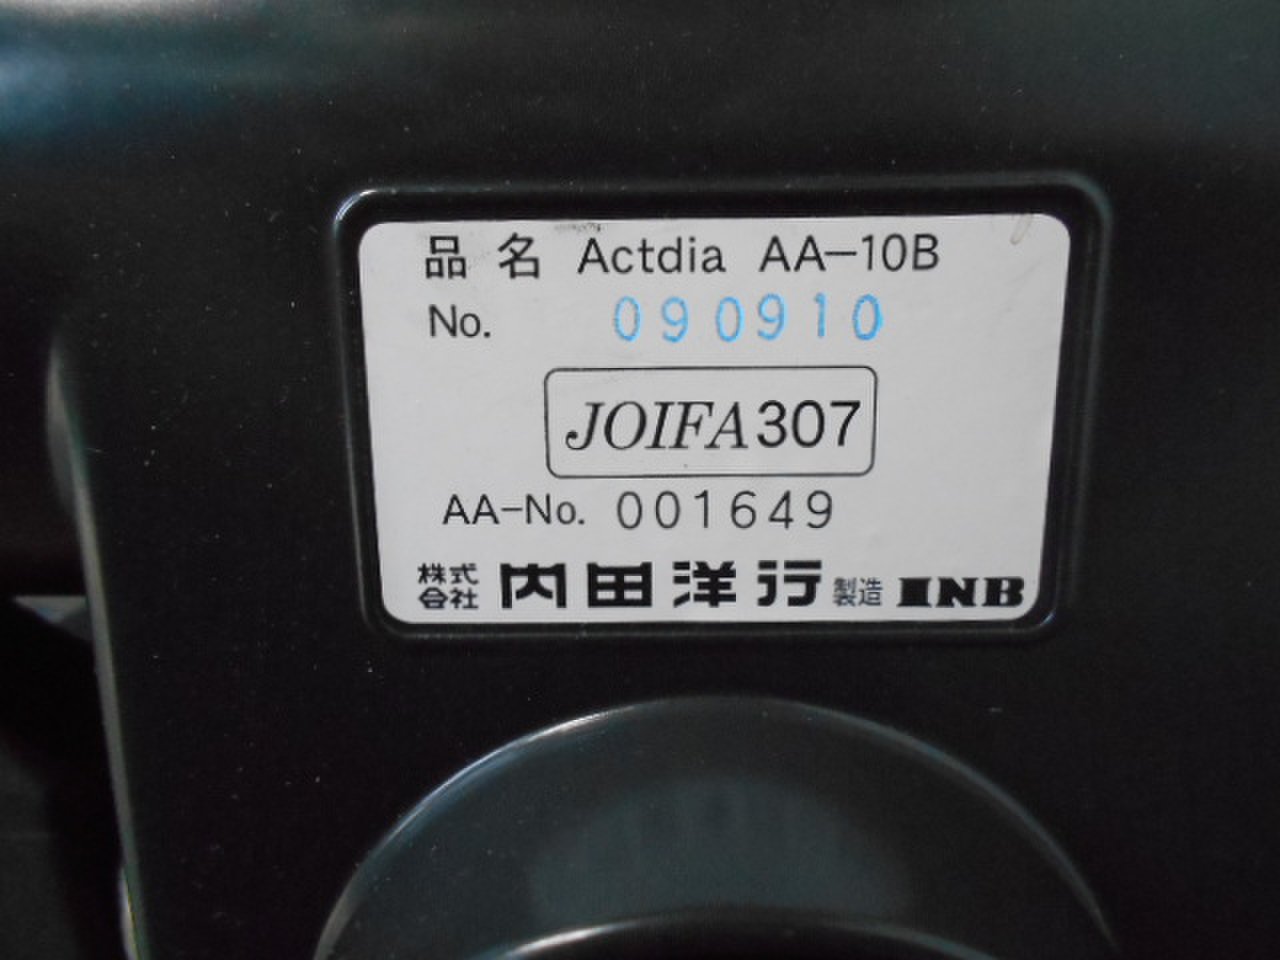 品名 Actdia AA-10B
No. 090910
JOIFA307
AA-No. 001649
株式会社 内田洋行 製造 INB